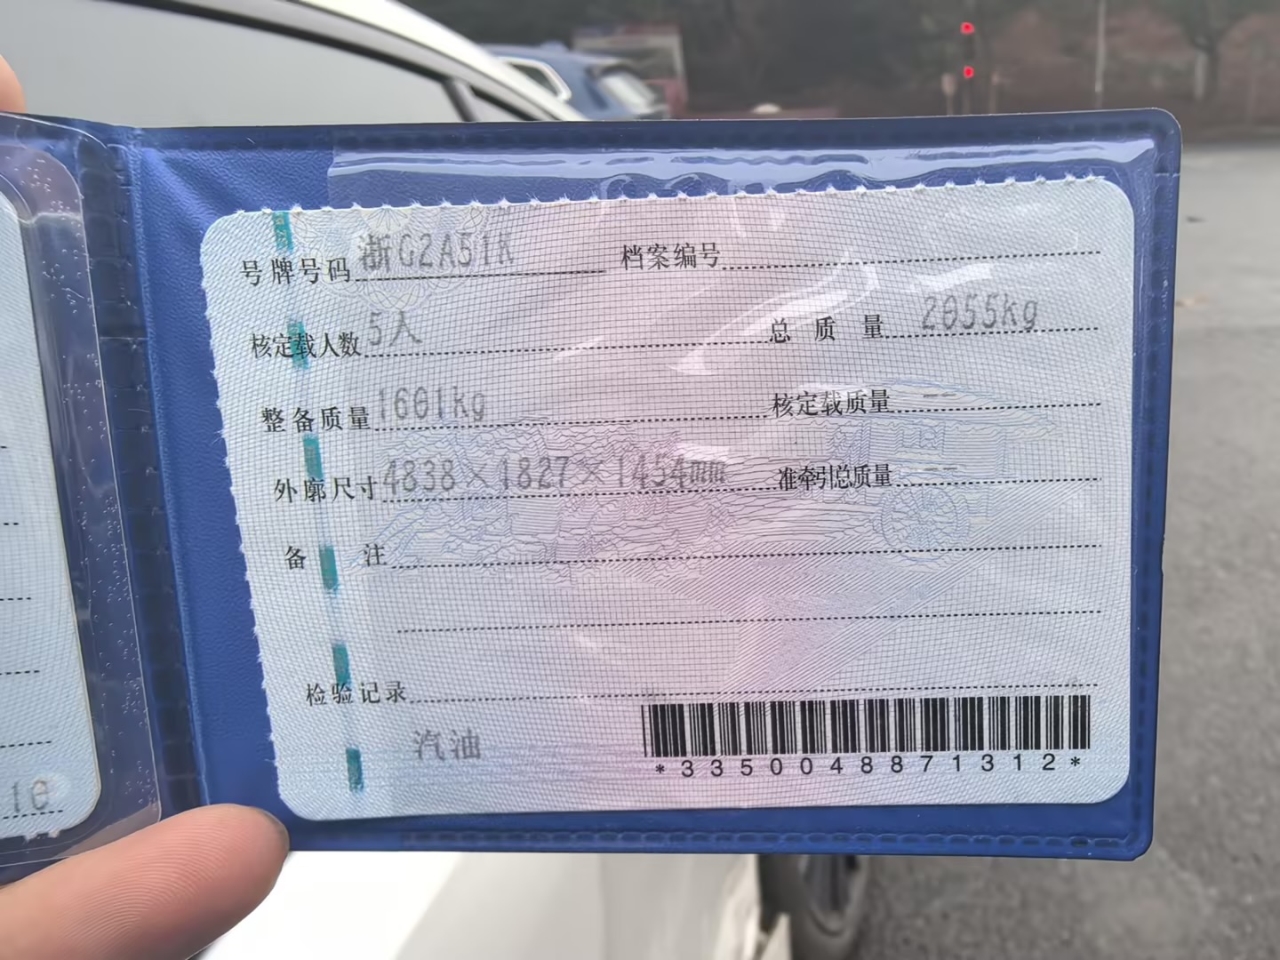 号牌号码 浙G2A51K 档案编号
核定载人数 5人 总质量 2055kg
整备质量 1601kg 核定载质量 --
外廓尺寸 4838×1827×1454mm 准牵引总质量 --
备注
检验记录
汽油
*3350048871312*
16